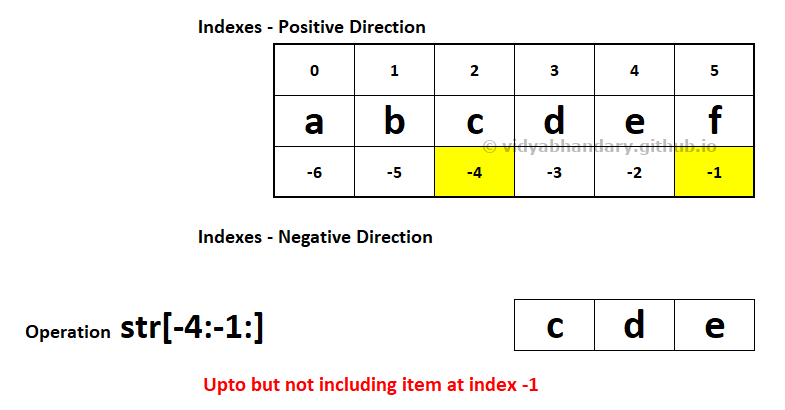 Indexes - Positive Direction
0 1 2 3 4 5
a b c d e f
© vidyabhandary.github.io
-6 -5 -4 -3 -2 -1
Indexes - Negative Direction
Operation str[-4:-1:] c d e
Upto but not including item at index -1